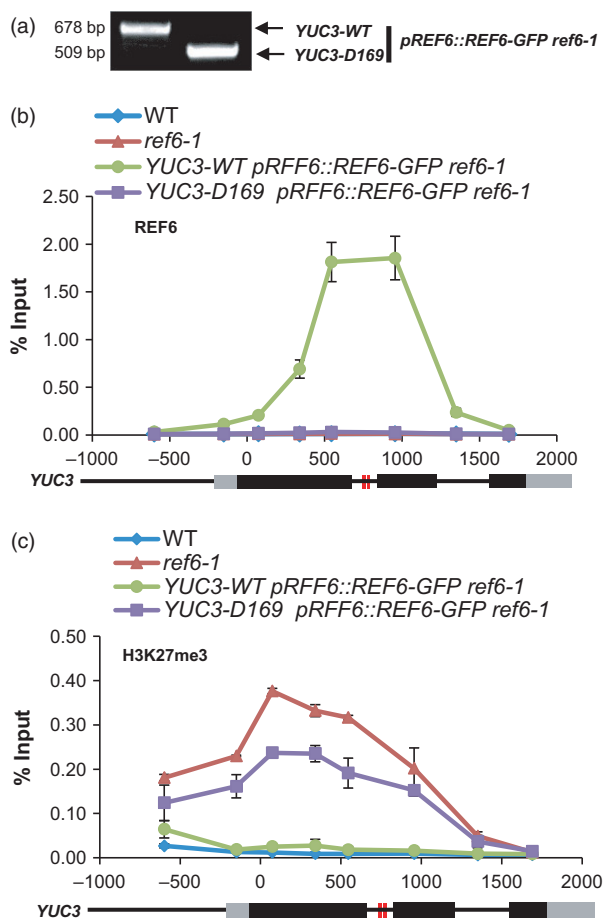 (a)
678 bp
509 bp
YUC3-WT
YUC3-D169
pREF6::REF6-GFP ref6-1
(b)
WT
ref6-1
YUC3-WT pRFF6::REF6-GFP ref6-1
YUC3-D169 pRFF6::REF6-GFP ref6-1
REF6
% Input
2.50
2.00
1.50
1.00
0.50
0.00
−1000 −500 0 500 1000 1500 2000
YUC3
(c)
WT
ref6-1
YUC3-WT pRFF6::REF6-GFP ref6-1
YUC3-D169 pRFF6::REF6-GFP ref6-1
H3K27me3
% Input
0.50
0.40
0.30
0.20
0.10
0.00
−1000 −500 0 500 1000 1500 2000
YUC3